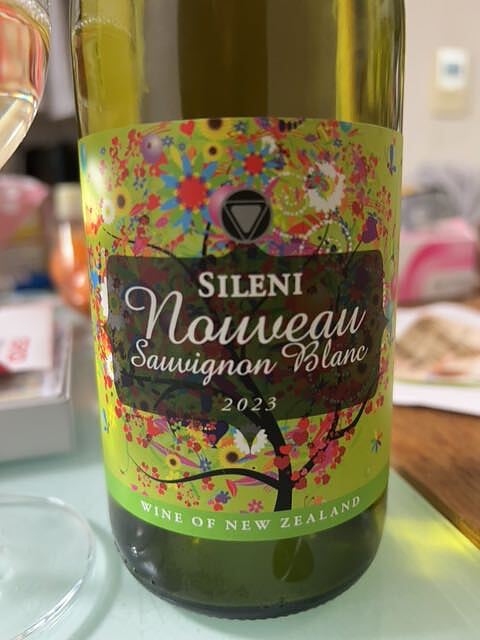 SILENI
Nouveau
Sauvignon Blanc
2023
WINE OF NEW ZEALAND